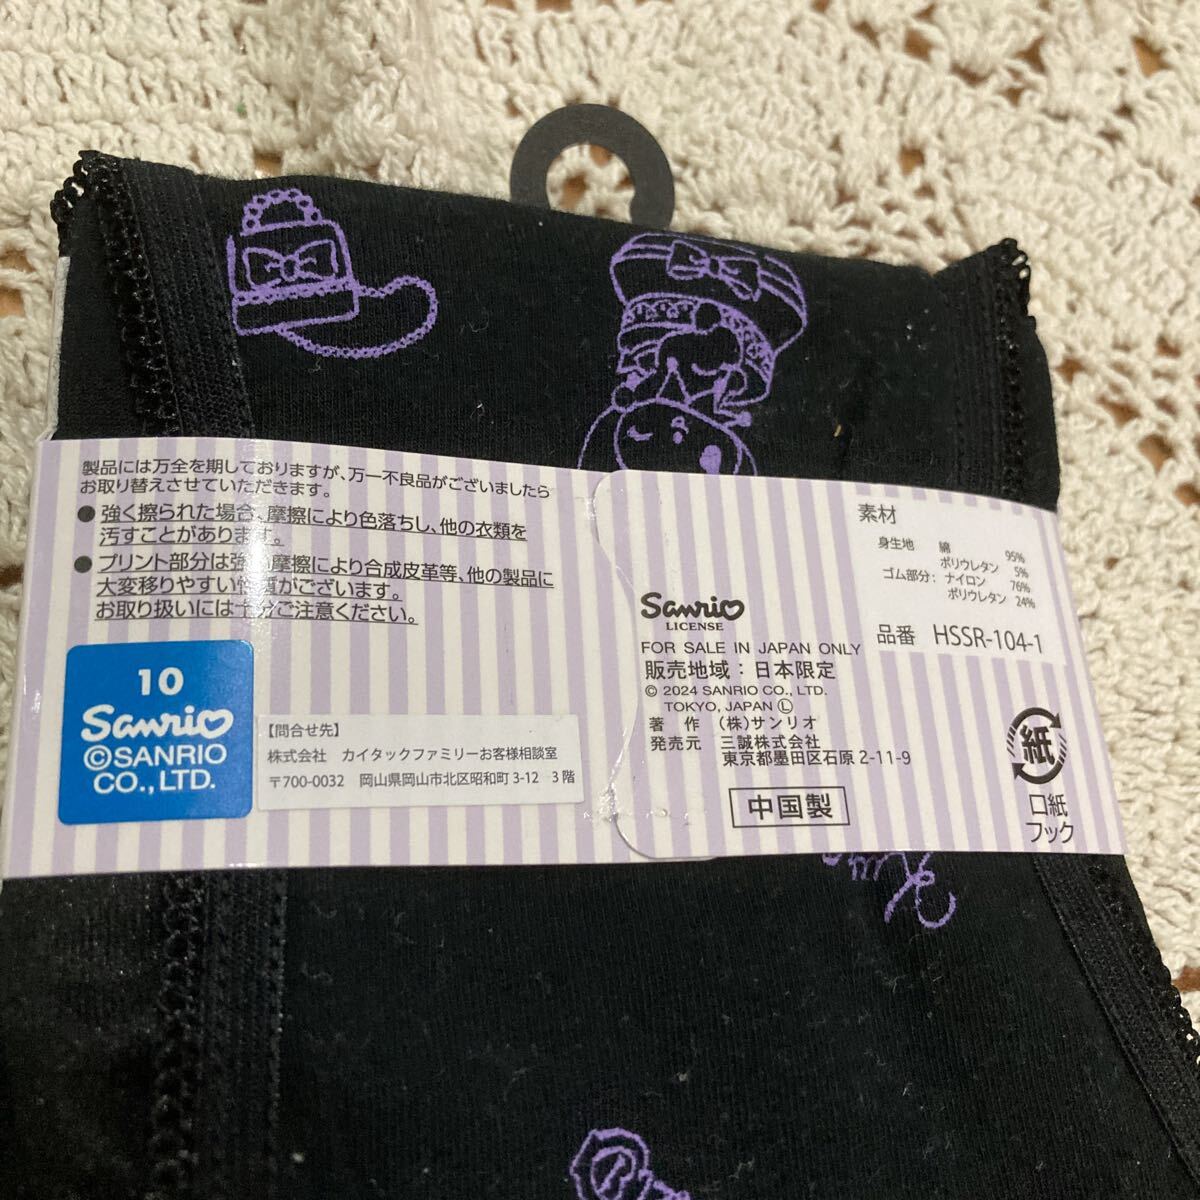 製品には万全を期しておりますが、万一不良品がございましたら
お取り替えさせていただきます。
● 強く擦られた場合、摩擦により色落ちし、他の衣類を
汚すことがあります。
● プリント部分は強い摩擦により合成皮革等、他の製品に
大変移りやすい性質がございます。
お取り扱いには十分ご注意ください。
10
Sanrio
©SANRIO
CO.,LTD.
【問合せ先】
株式会社 カイタックファミリーお客様相談室
〒700-0032 岡山県岡山市北区昭和町 3-12 3 階
Sanrio
LICENSE
FOR SALE IN JAPAN ONLY
販売地域：日本限定
© 2024 SANRIO CO., LTD.
TOKYO, JAPAN Ⓛ
著 作 (株)サンリオ
発売元 三誠株式会社
東京都墨田区石原 2-11-9
中国製
素材
身生地 綿 95%
ポリウレタン 5%
ゴム部分：ナイロン 76%
ポリウレタン 24%
品番 HSSR-104-1
紙
口紙
フック